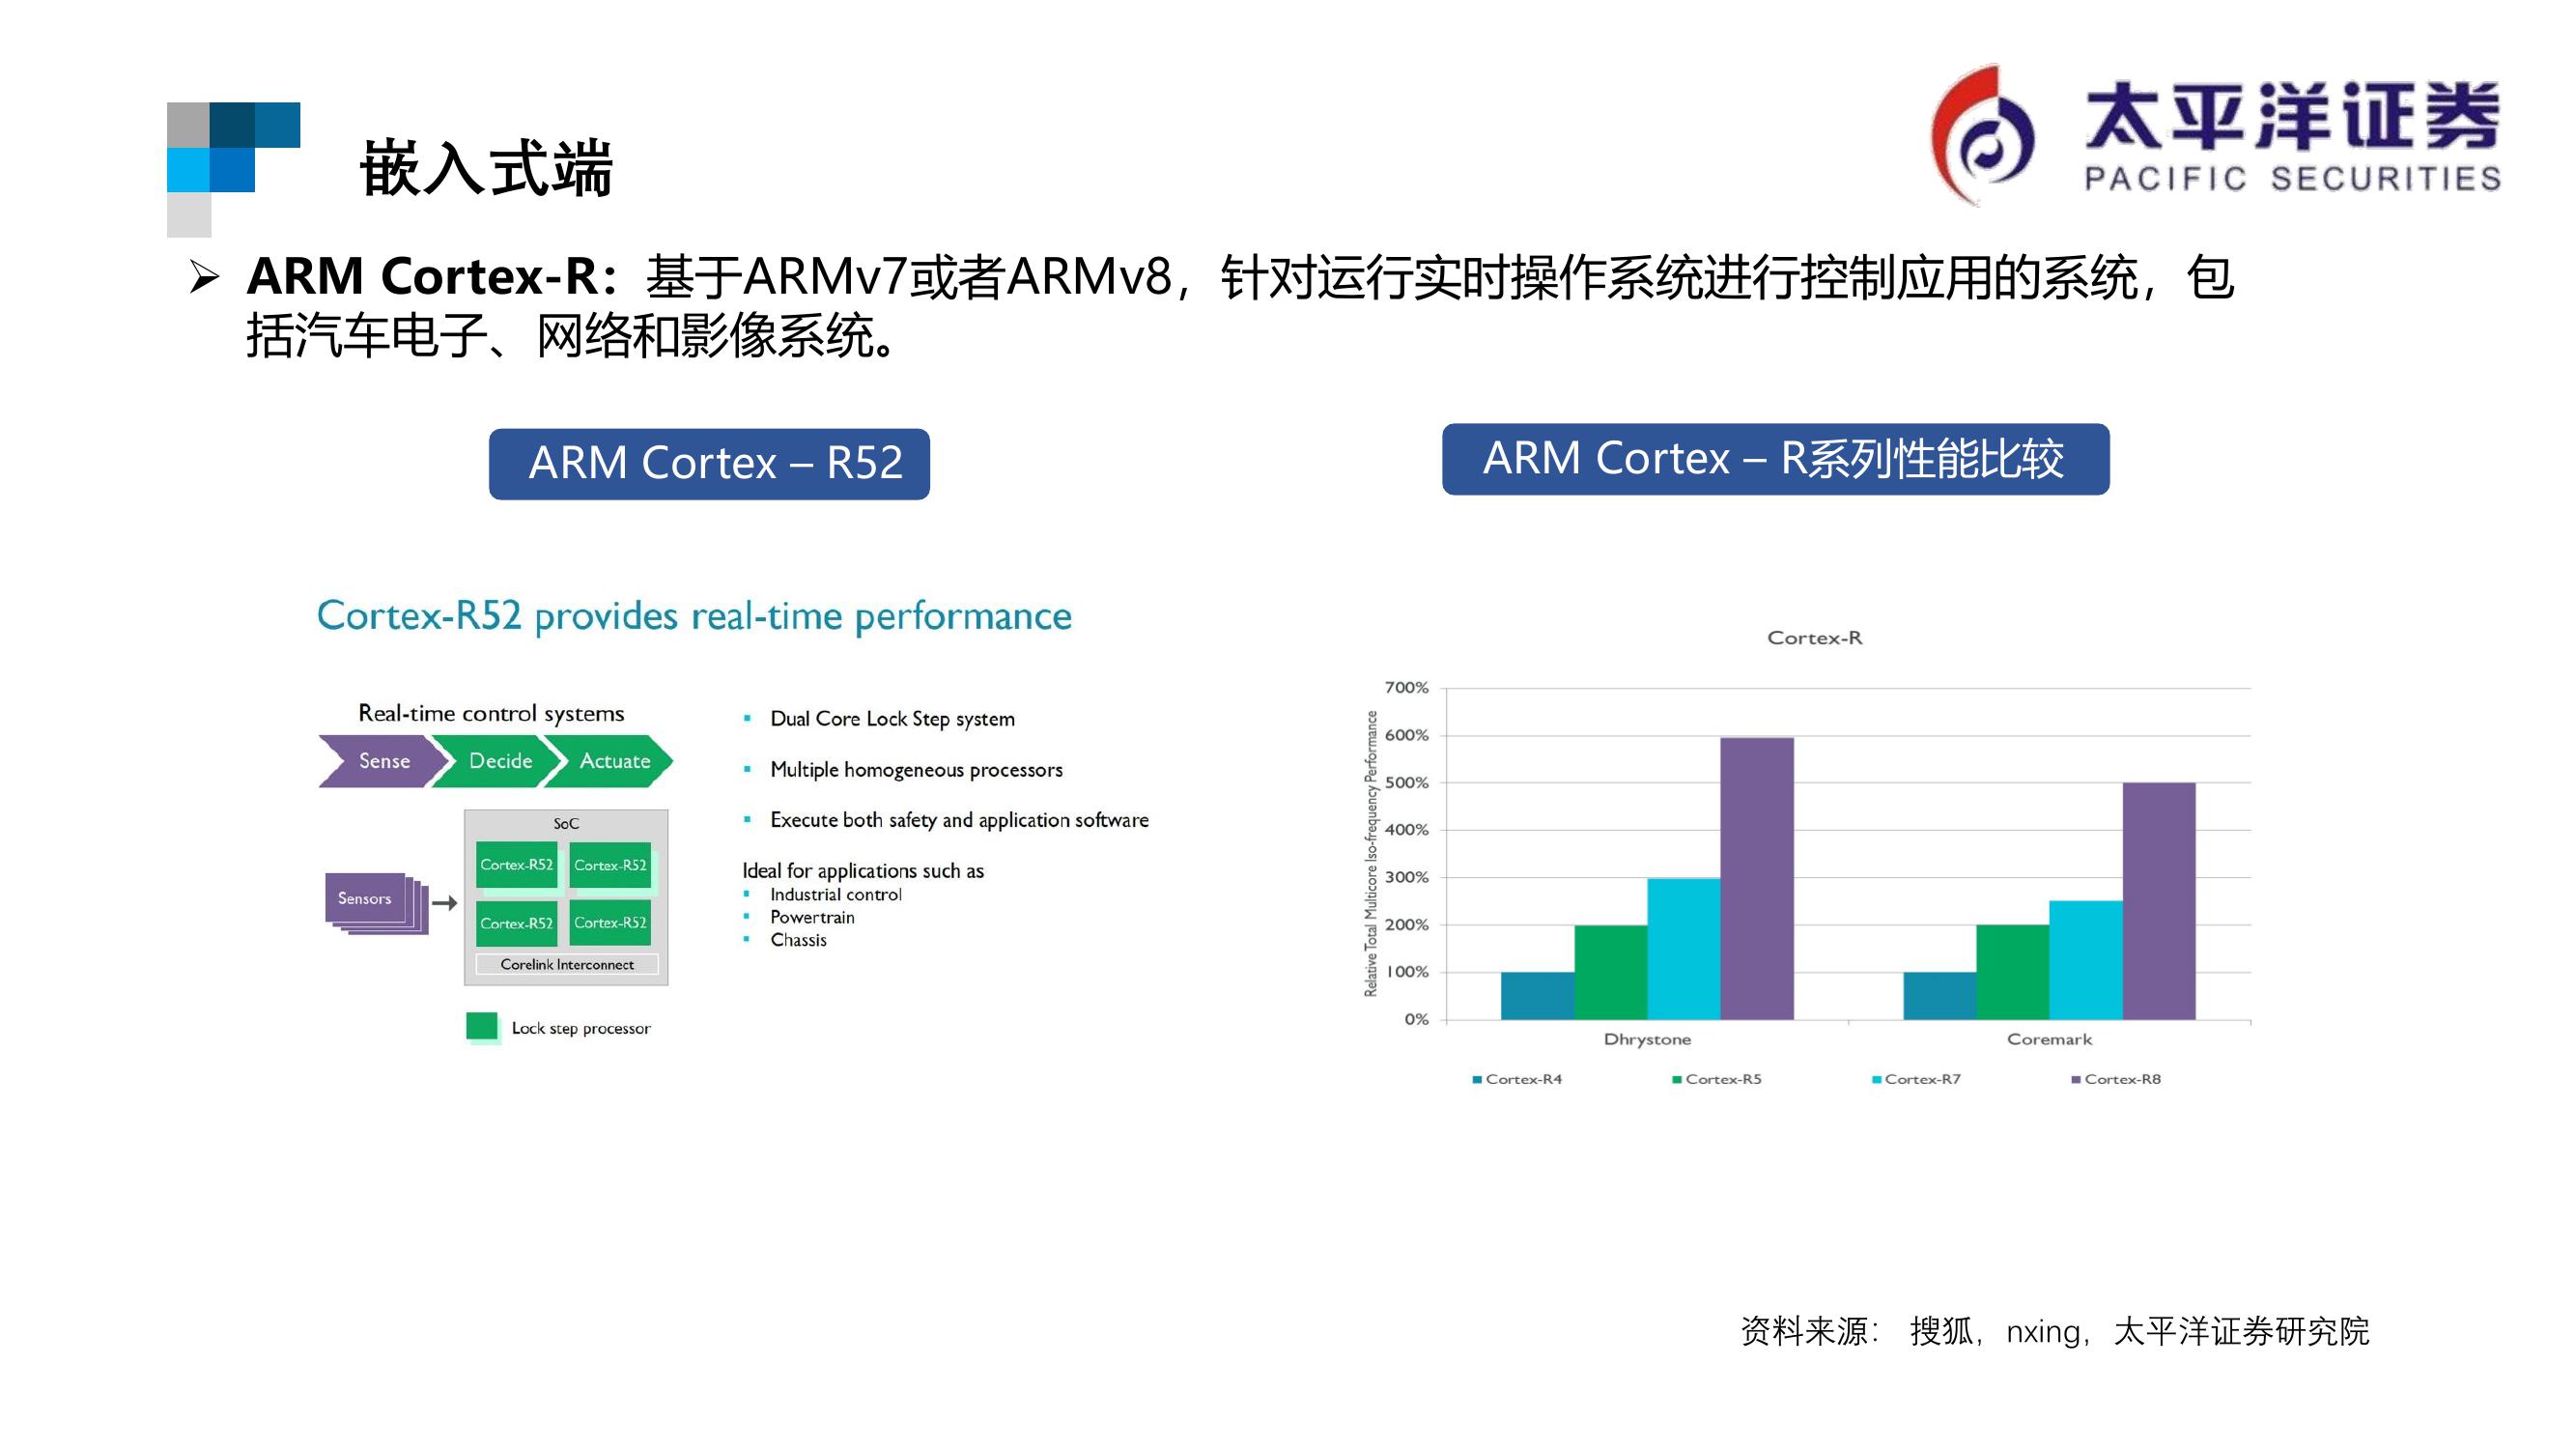 嵌入式端
太平洋证券
PACIFIC SECURITIES
➢ ARM Cortex-R：基于ARMv7或者ARMv8，针对运行实时操作系统进行控制应用的系统，包
括汽车电子、网络和影像系统。
ARM Cortex – R52
Cortex-R52 provides real-time performance
Real-time control systems
Sense
Decide
Actuate
SoC
Cortex-R52
Cortex-R52
Sensors
Cortex-R52
Cortex-R52
Corelink Interconnect
Lock step processor
Dual Core Lock Step system
Multiple homogeneous processors
Execute both safety and application software
Ideal for applications such as
Industrial control
Powertrain
Chassis
ARM Cortex – R系列性能比较
Cortex-R
Relative Total Multicore Iso-frequency Performance
700%
600%
500%
400%
300%
200%
100%
0%
Dhrystone
Coremark
Cortex-R4
Cortex-R5
Cortex-R7
Cortex-R8
资料来源： 搜狐，nxing，太平洋证券研究院